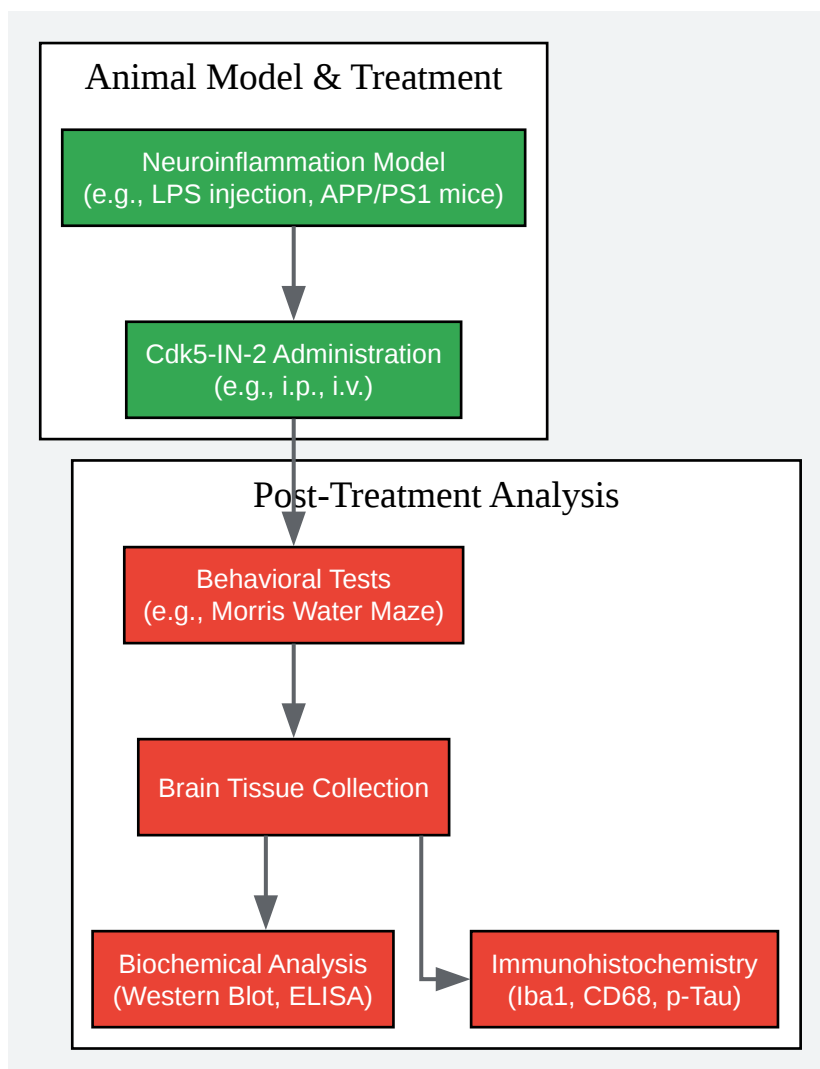 Animal Model & Treatment
Neuroinflammation Model
(e.g., LPS injection, APP/PS1 mice)
Cdk5-IN-2 Administration
(e.g., i.p., i.v.)
Post-Treatment Analysis
Behavioral Tests
(e.g., Morris Water Maze)
Brain Tissue Collection
Biochemical Analysis
(Western Blot, ELISA)
Immunohistochemistry
(Iba1, CD68, p-Tau)